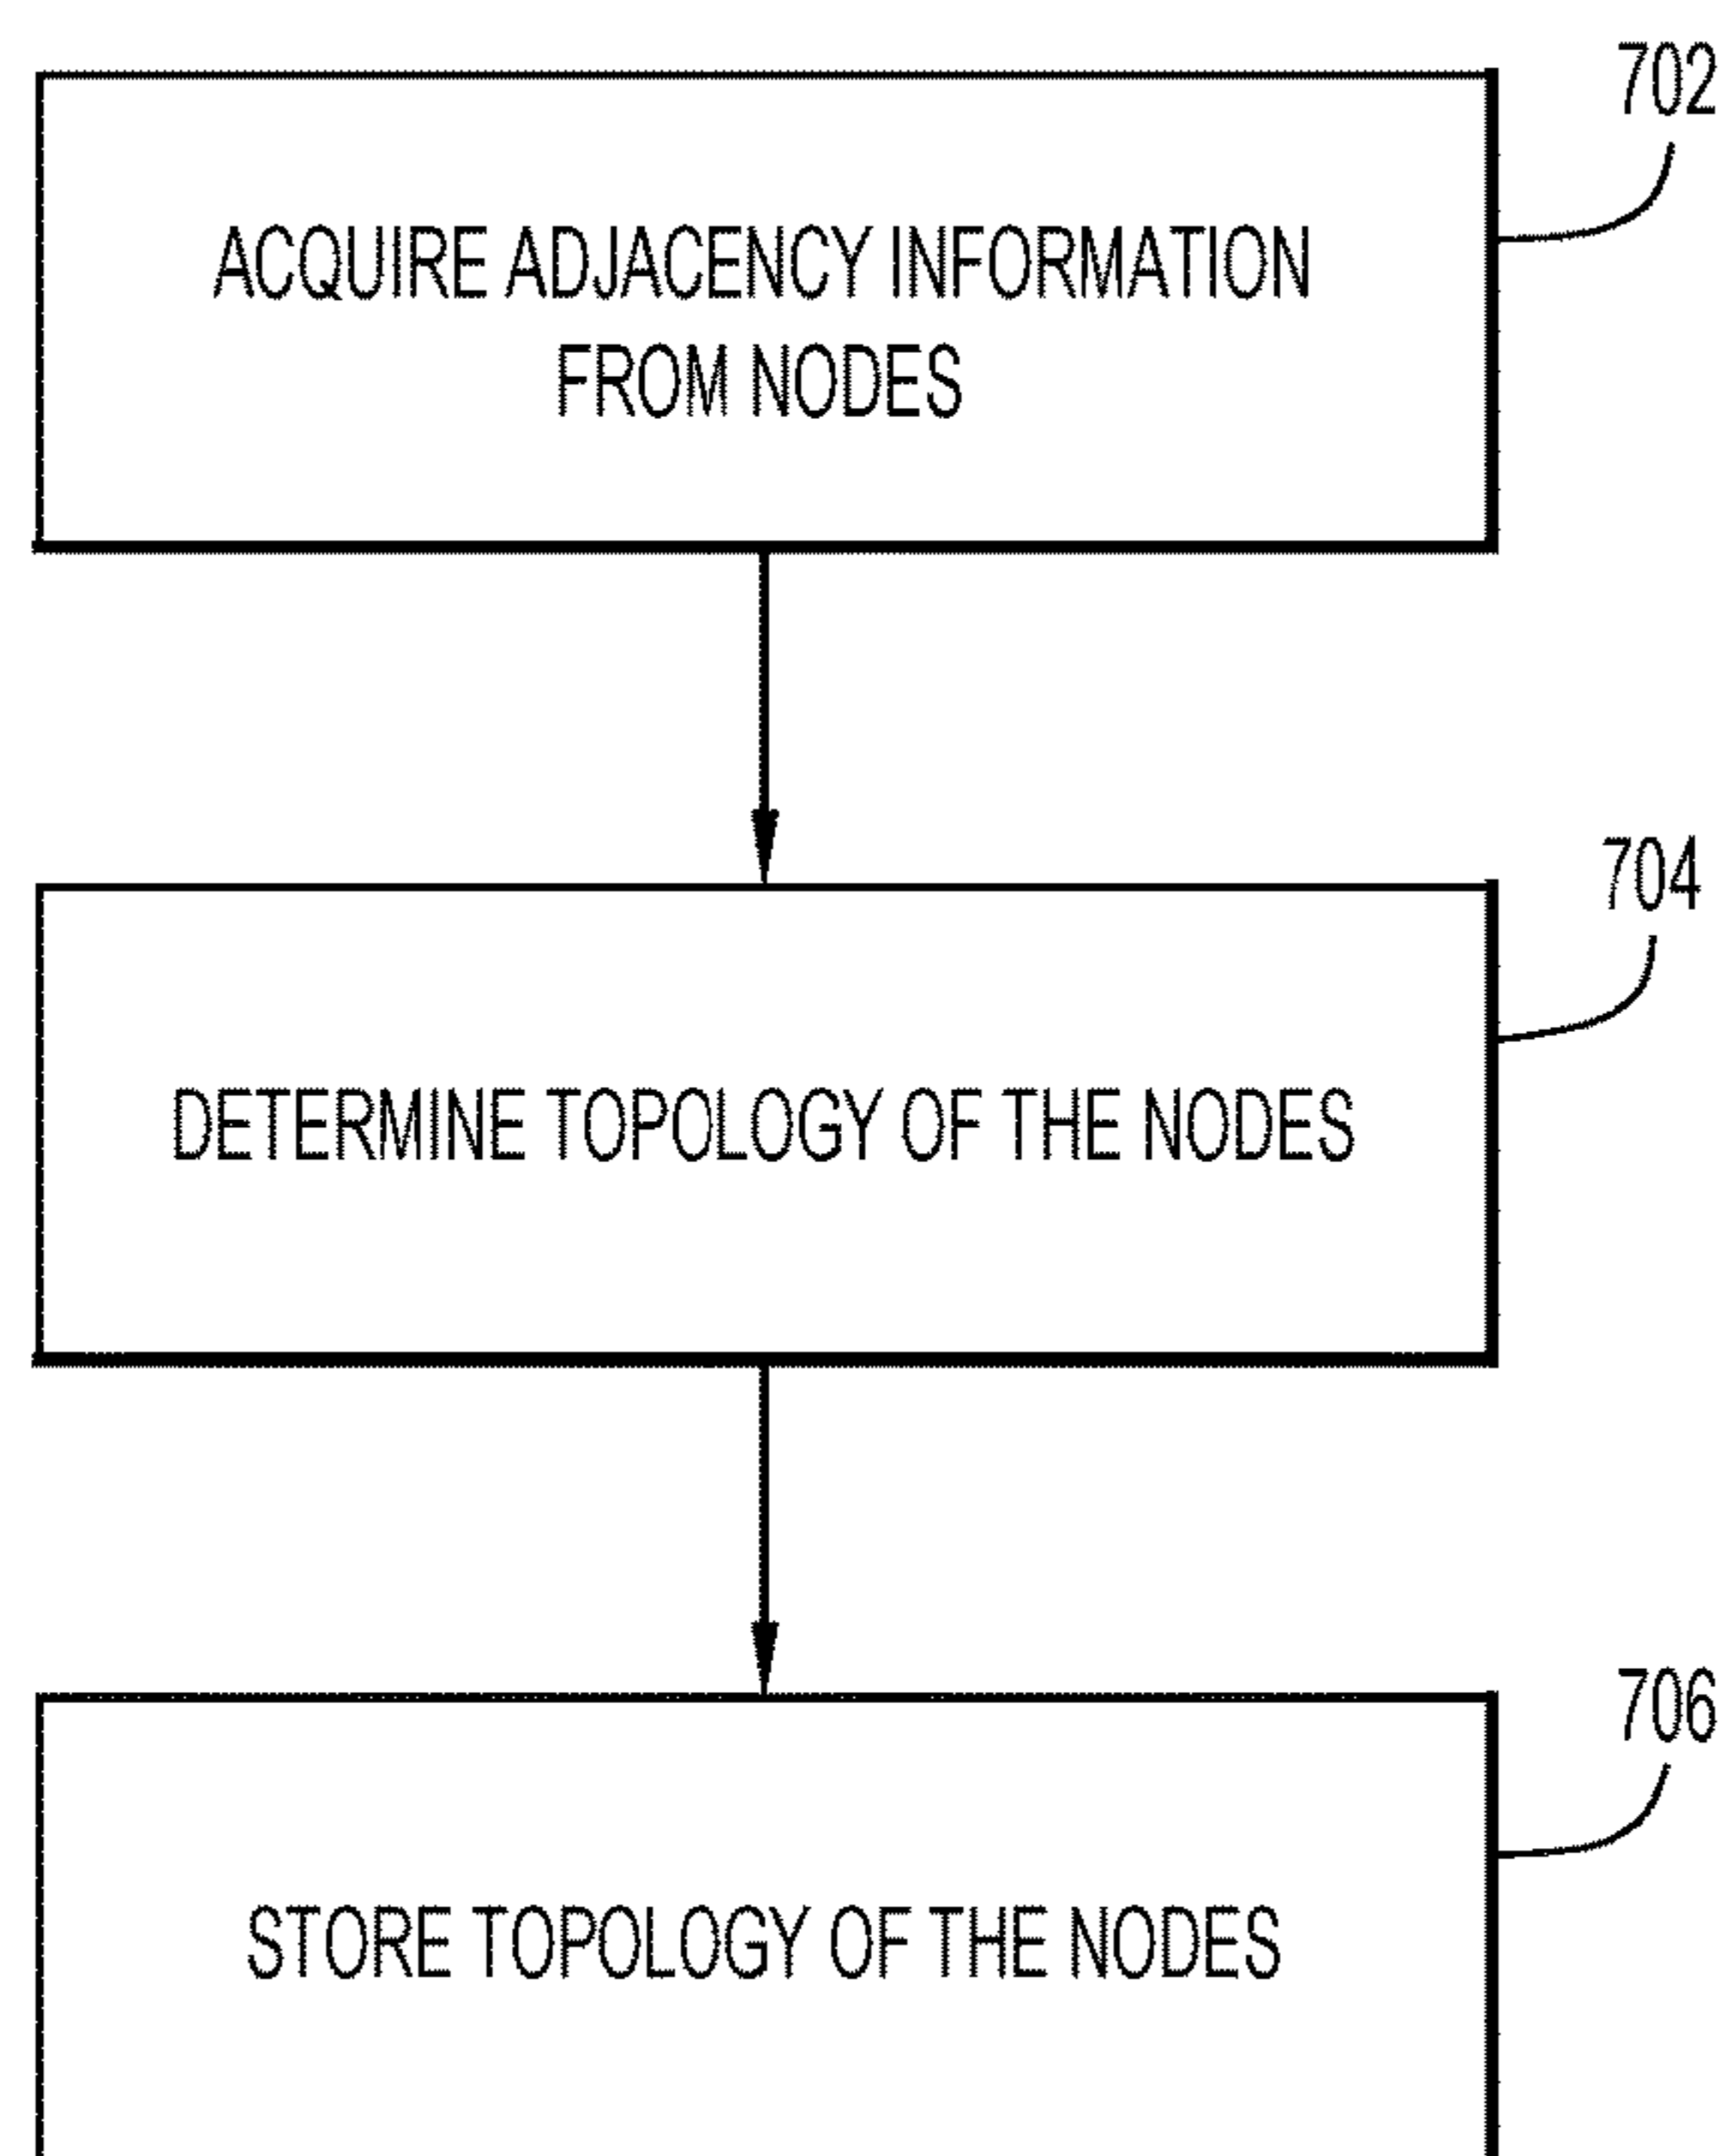 702
ACQUIRE ADJACENCY INFORMATION
FROM NODES
704
DETERMINE TOPOLOGY OF THE NODES
706
STORE TOPOLOGY OF THE NODES